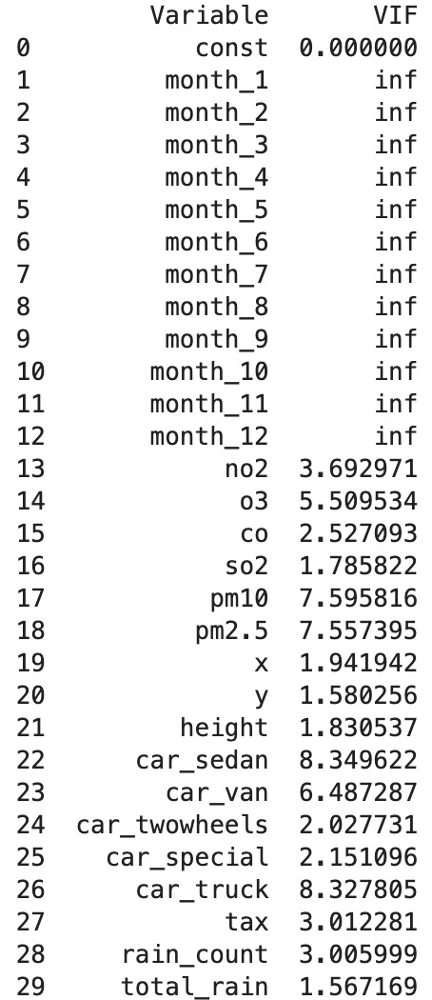 Variable VIF
0 const 0.000000
1 month_1 inf
2 month_2 inf
3 month_3 inf
4 month_4 inf
5 month_5 inf
6 month_6 inf
7 month_7 inf
8 month_8 inf
9 month_9 inf
10 month_10 inf
11 month_11 inf
12 month_12 inf
13 no2 3.692971
14 o3 5.509534
15 co 2.527093
16 so2 1.785822
17 pm10 7.595816
18 pm2.5 7.557395
19 x 1.941942
20 y 1.580256
21 height 1.830537
22 car_sedan 8.349622
23 car_van 6.487287
24 car_twowheels 2.027731
25 car_special 2.151096
26 car_truck 8.327805
27 tax 3.012281
28 rain_count 3.005999
29 total_rain 1.567169